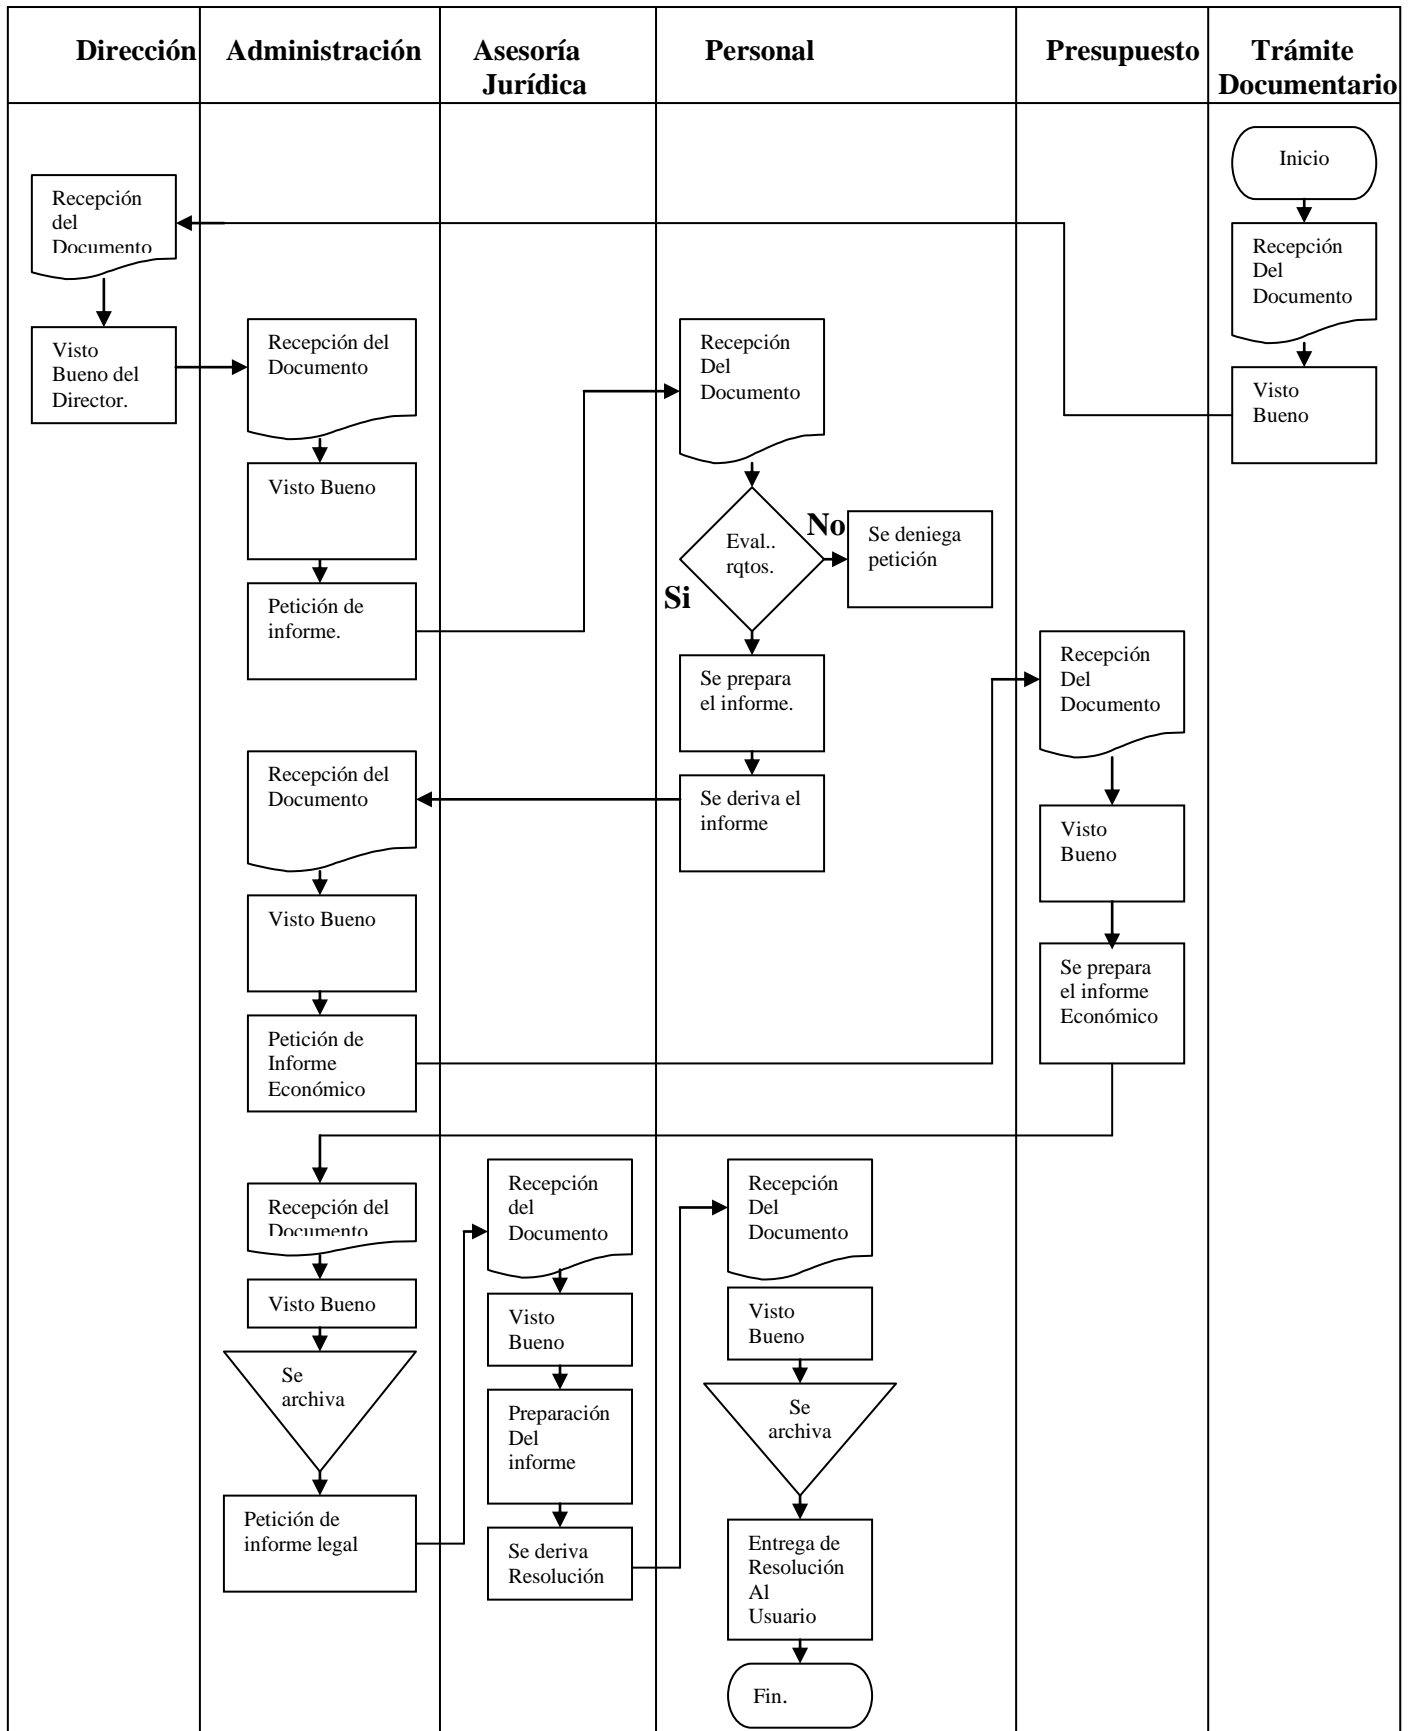 Dirección
Administración
Asesoría
Jurídica
Personal
Presupuesto
Trámite
Documentario
Inicio
Recepción
Del
Documento
Visto
Bueno
Recepción
del
Documento
Visto
Bueno del
Director.
Recepción del
Documento
Visto Bueno
Petición de
informe.
Recepción
Del
Documento
Eval..
rqtos.
No
Si
Se deniega
petición
Se prepara
el informe.
Se deriva el
informe
Recepción del
Documento
Visto Bueno
Petición de
Informe
Económico
Recepción
Del
Documento
Visto
Bueno
Se prepara
el informe
Económico
Recepción del
Documento
Visto Bueno
Se
archiva
Petición de
informe legal
Recepción
del
Documento
Visto
Bueno
Preparación
Del
informe
Se deriva
Resolución
Recepción
Del
Documento
Visto
Bueno
Se
archiva
Entrega de
Resolución
Al
Usuario
Fin.